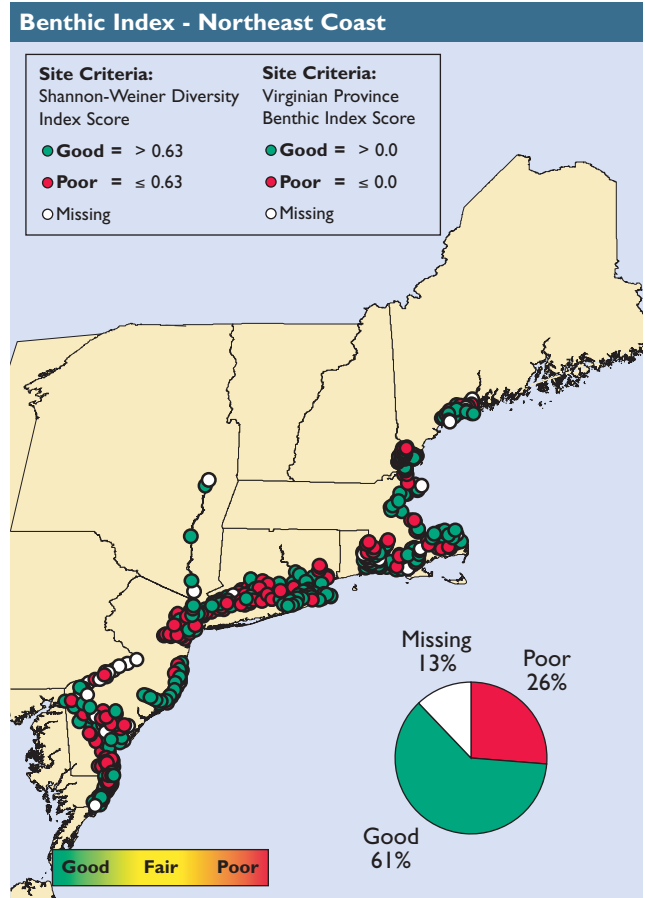 Benthic Index - Northeast Coast
Site Criteria:
Shannon-Weiner Diversity
Index Score
Good = > 0.63
Poor = ≤ 0.63
Missing
Site Criteria:
Virginian Province
Benthic Index Score
Good = > 0.0
Poor = ≤ 0.0
Missing
Missing
13%
Poor
26%
Good
61%
Good Fair Poor